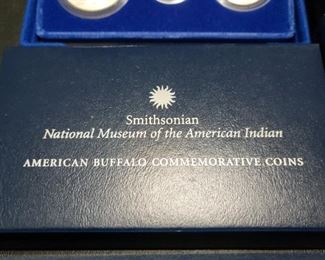 Smithsonian
National Museum of the American Indian
AMERICAN BUFFALO COMMEMORATIVE COINS